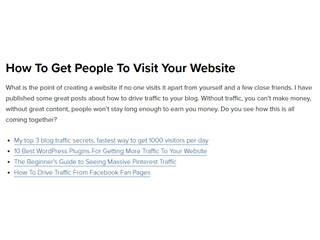 How To Get People To Visit Your Website
What is the point of creating a website if no one visits it apart from yourself and a few close friends. I have
published some great posts about how to drive traffic to your blog. Without traffic, you can't make money,
without great content, people won't stay long enough to earn you money. Do you see how this is all
coming together?
• My top 3 blog traffic secrets, fastest way to get 1000 visitors per day
• 10 Best WordPress Plugins For Getting More Traffic To Your Website
• The Beginner's Guide to Seeing Massive Pinterest Traffic
• How To Drive Traffic From Facebook Fan Pages